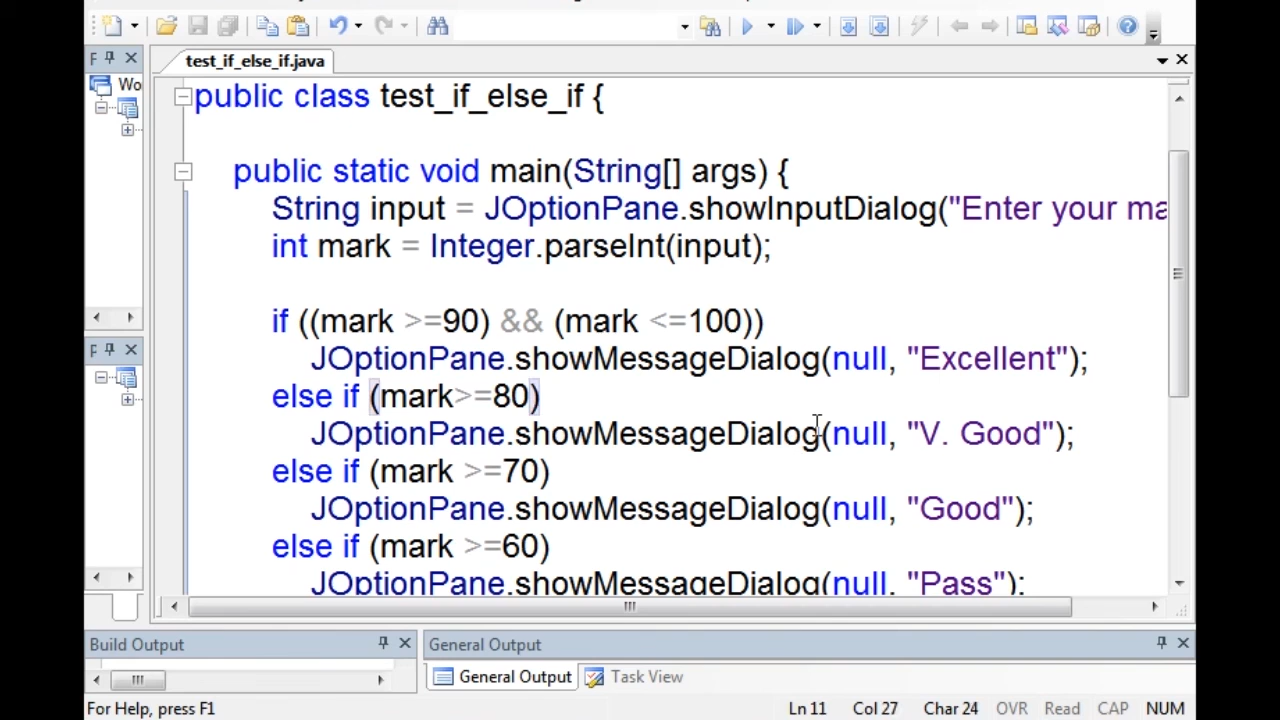 F
test_if_else_if.java
Wo
public class test_if_else_if {
public static void main(String[] args) {
String input = JOptionPane.showInputDialog("Enter your ma
int mark = Integer.parseInt(input);
if ((mark >=90) && (mark <=100))
JOptionPane.showMessageDialog(null, "Excellent");
else if (mark>=80)
JOptionPane.showMessageDialog(null, "V. Good");
else if (mark >=70)
JOptionPane.showMessageDialog(null, "Good");
else if (mark >=60)
JOptionPane.showMessageDialog(null, "Pass");
Build Output
General Output
General Output
Task View
For Help, press F1
Ln 11 Col 27 Char 24 OVR Read CAP NUM